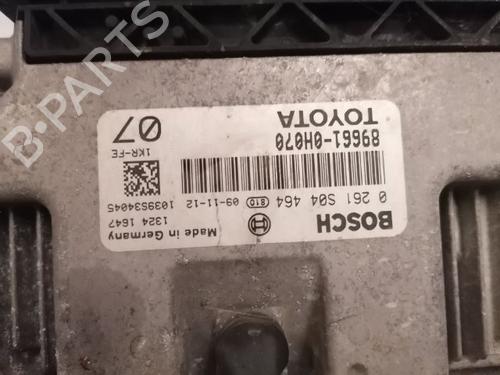 BOSCH
0 261 S04 464 810 09-11-12 1039S34045
89661-0H070
TOYOTA
07
1KR-FE
Made in Germany
1324 1647
B-PARTS